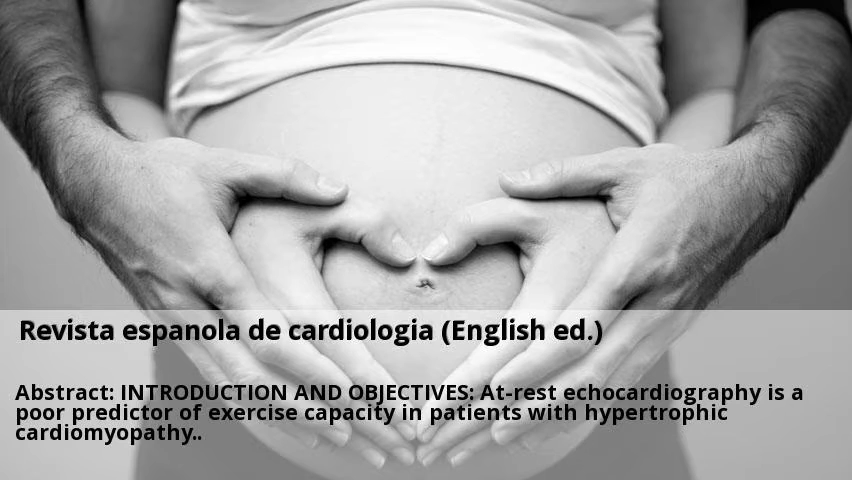 Revista espanola de cardiologia (English ed.)
Abstract: INTRODUCTION AND OBJECTIVES: At-rest echocardiography is a
poor predictor of exercise capacity in patients with hypertrophic
cardiomyopathy..